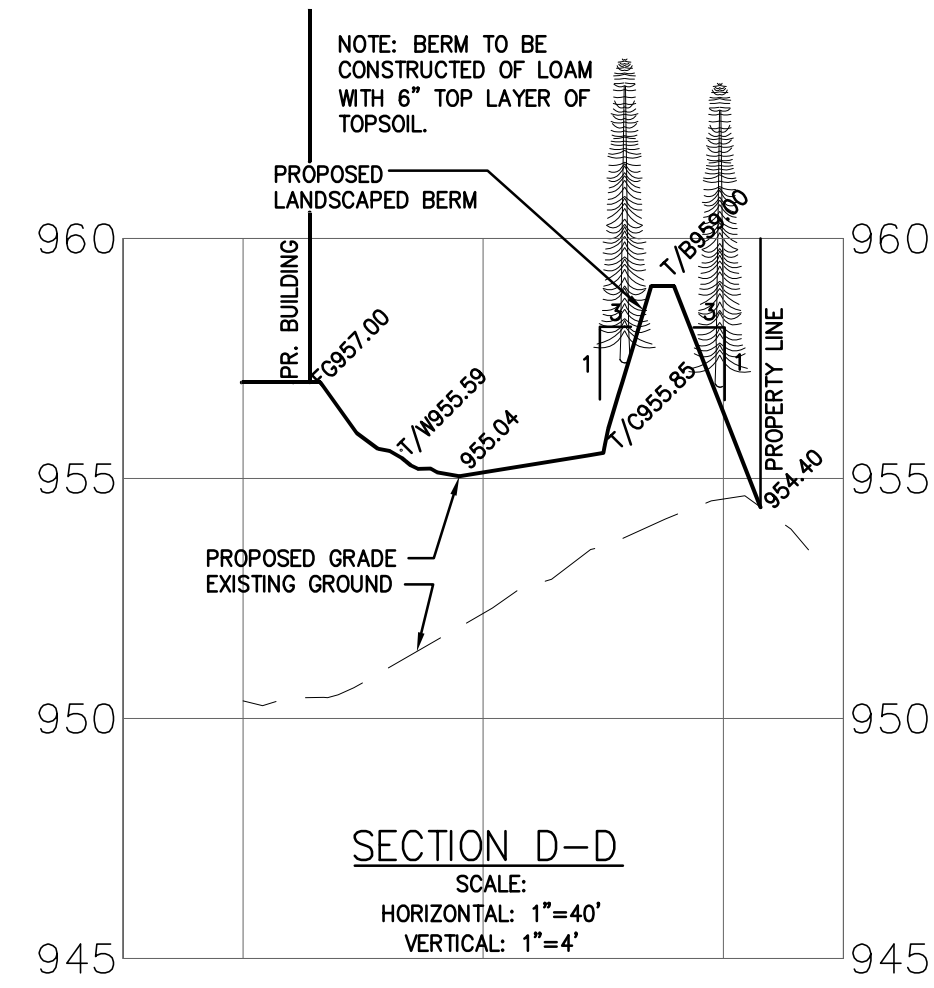 NOTE: BERM TO BE
CONSTRUCTED OF LOAM
WITH 6" TOP LAYER OF
TOPSOIL.
PROPOSED
LANDSCAPED BERM
960
960
PR. BUILDING
FG957.00
T/W955.59
955.04
T/C955.85
T/B959.00
3
1
3
1
PROPERTY LINE
954.40
955
955
PROPOSED GRADE
EXISTING GROUND
950
950
SECTION D-D
SCALE:
HORIZONTAL: 1"=40'
VERTICAL: 1"=4'
945
945